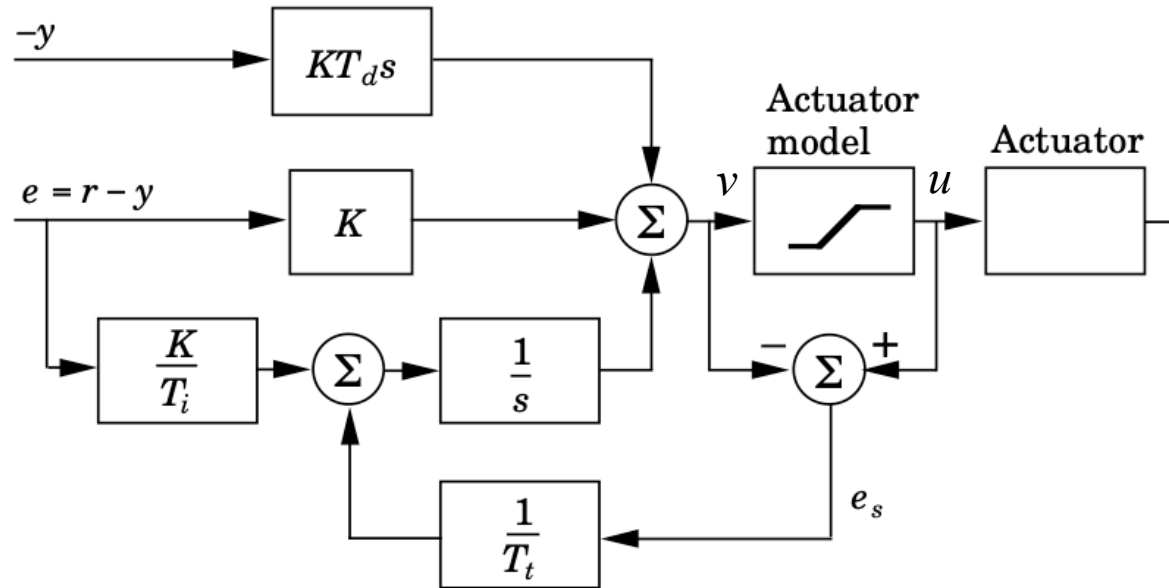 −y
KT_d s
Actuator
model
Actuator
e = r − y
K
Σ
v
u
K
T_i
Σ
1
s
−
+
Σ
1
T_t
e_s